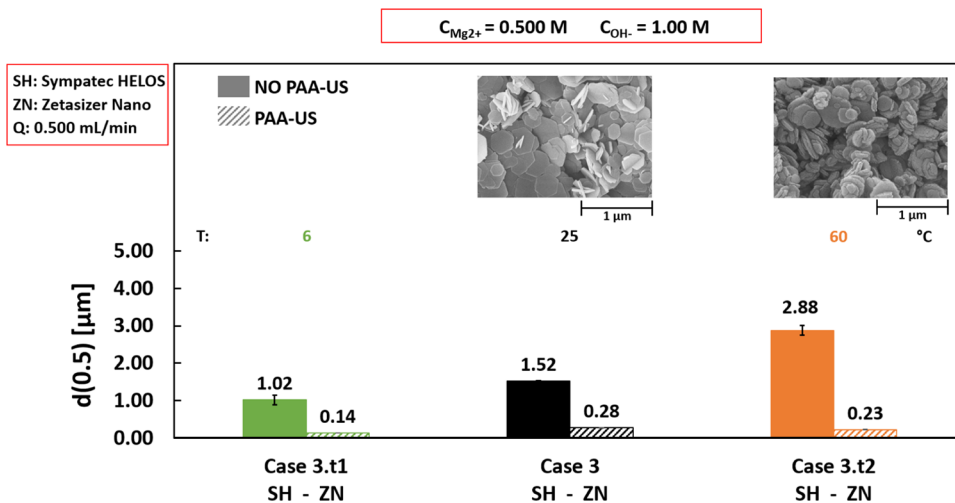 C_Mg2+ = 0.500 M C_OH- = 1.00 M
SH: Sympatec HELOS
ZN: Zetasizer Nano
Q: 0.500 mL/min
NO PAA-US
PAA-US
1 µm
1 µm
T: 6 25 60 °C
d(0.5) [µm]
5.00
4.00
3.00
2.00
1.00
0.00
1.02
0.14
1.52
0.28
2.88
0.23
Case 3.t1 Case 3 Case 3.t2
SH - ZN SH - ZN SH - ZN